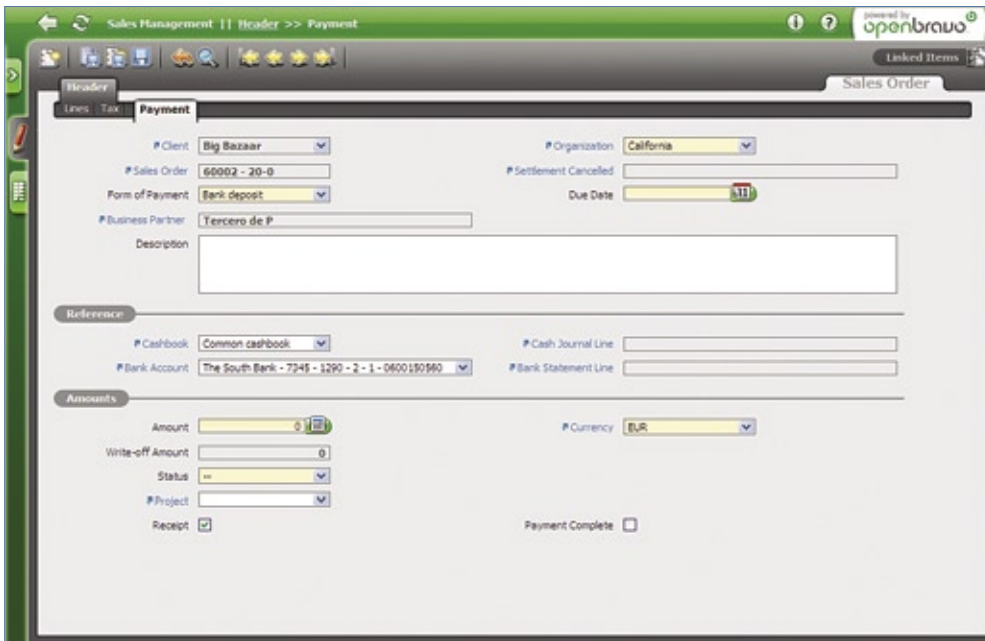 Sales Management || Header >> Payment
powered by
openbravo
Linked Items
Header
Sales Order
Lines Tax Payment
Client Big Bazaar Organization California
Sales Order 60002 - 20-0 Settlement Cancelled
Form of Payment Bank deposit Due Date
Business Partner Tercero de P
Description
Reference
Cashbook Common cashbook Cash Journal Line
Bank Account The South Bank - 7345 - 1290 - 2 - 1 - 0600150560 Bank Statement Line
Amounts
Amount 0 Currency EUR
Write-off Amount 0
Status --
Project
Receipt Payment Complete